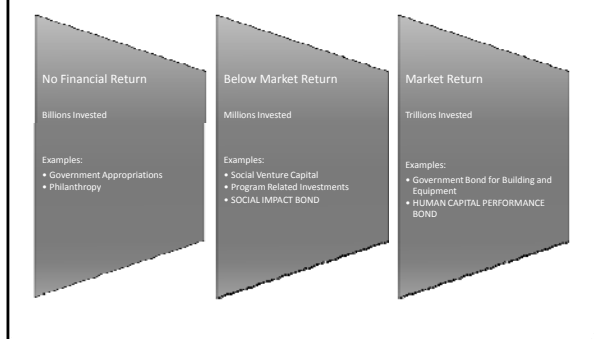 No Financial Return
Billions Invested
Examples:
• Government Appropriations
• Philanthropy
Below Market Return
Millions Invested
Examples:
• Social Venture Capital
• Program Related Investments
• SOCIAL IMPACT BOND
Market Return
Trillions Invested
Examples:
• Government Bond for Building and
Equipment
• HUMAN CAPITAL PERFORMANCE
BOND